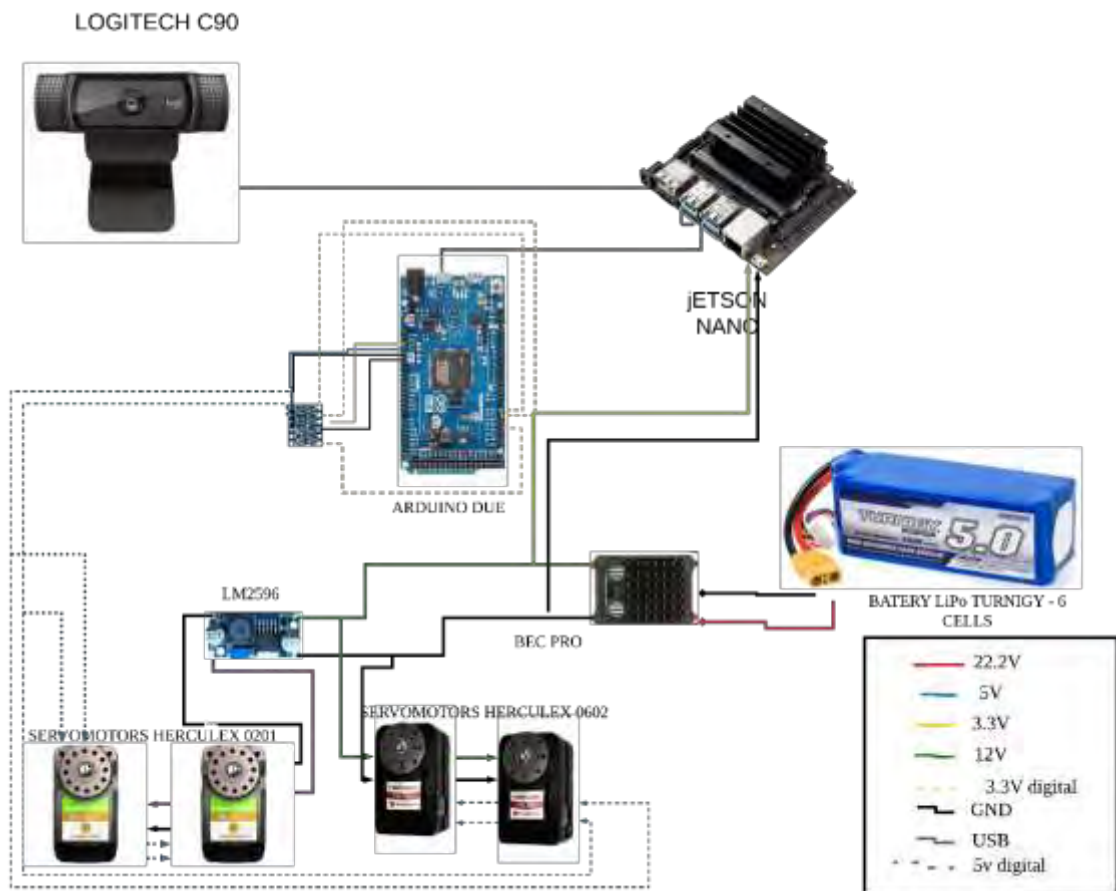 LOGITECH C90
jETSON
NANO
ARDUINO DUE
TURNIGY
5.0
LM2596
BEC PRO
BATERY LiPo TURNIGY - 6
CELLS
SERVOMOTORS HERCULEX 0602
SERVOMOTORS HERCULEX 0201
22.2V
5V
3.3V
12V
3.3V digital
GND
USB
5v digital